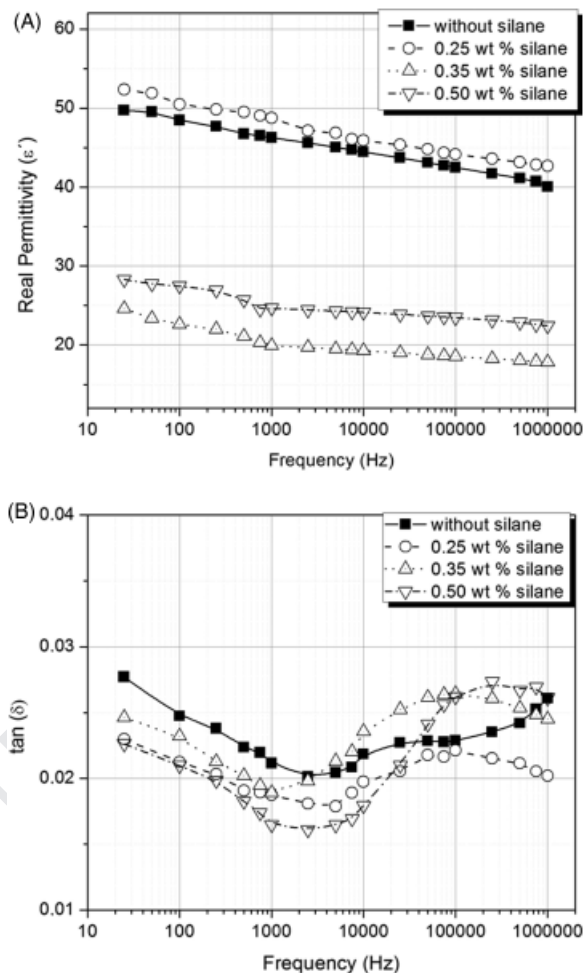 (A)
60
50
40
30
20
Real Permittivity (ε´)
without silane
0.25 wt % silane
0.35 wt % silane
0.50 wt % silane
10 100 1000 10000 100000 1000000
Frequency (Hz)
(B)
0.04
0.03
0.02
0.01
tan (δ)
without silane
0.25 wt % silane
0.35 wt % silane
0.50 wt % silane
10 100 1000 10000 100000 1000000
Frequency (Hz)